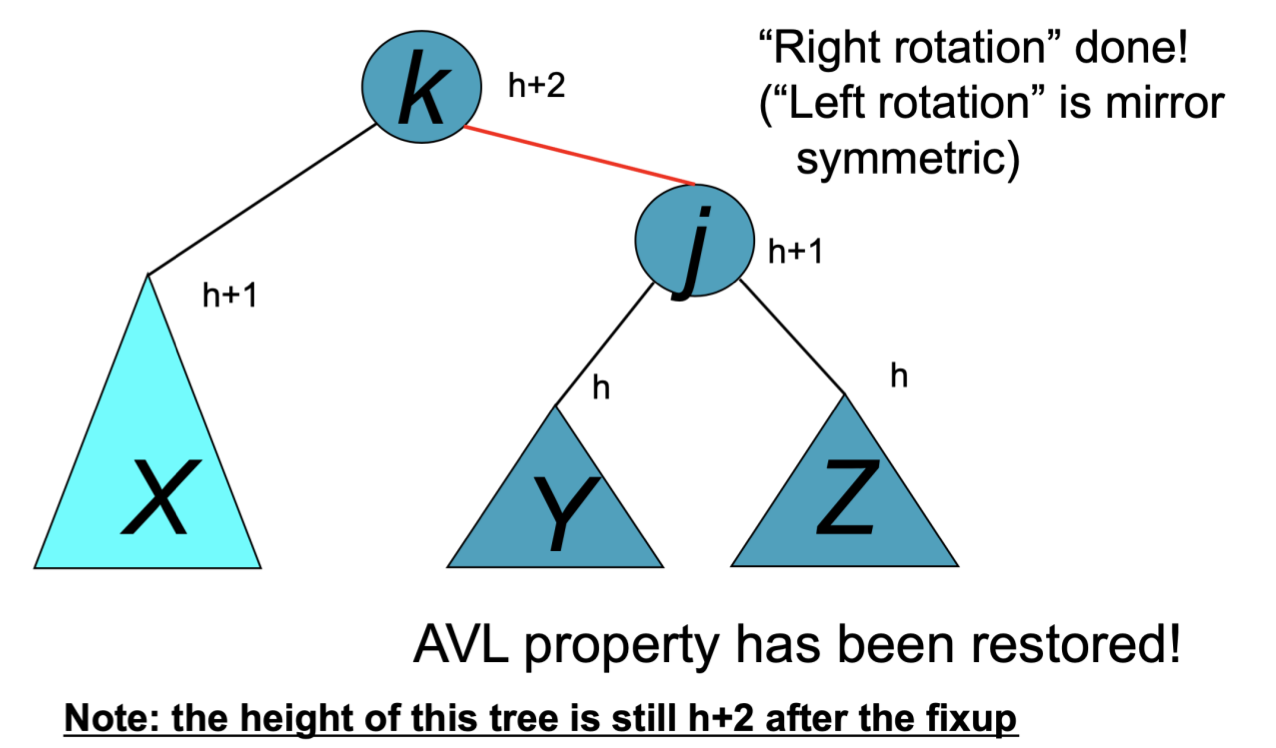 “Right rotation” done!
(“Left rotation” is mirror
symmetric)
k
h+2
j
h+1
h+1
h
h
X
Y
Z
AVL property has been restored!
Note: the height of this tree is still h+2 after the fixup